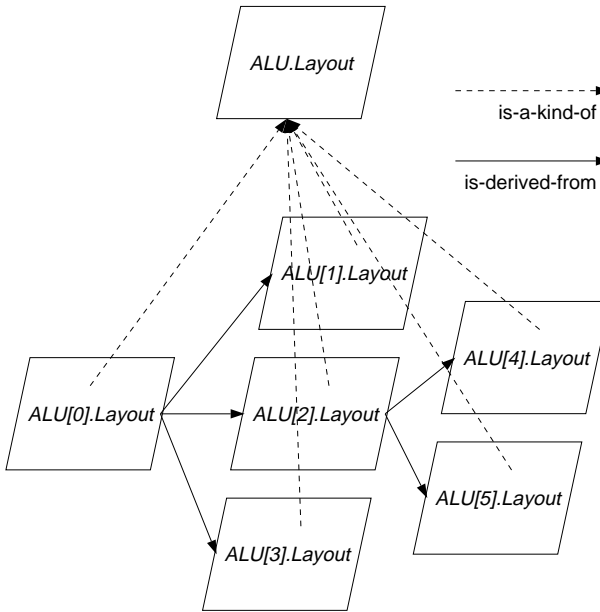 ALU.Layout
is-a-kind-of
is-derived-from
ALU[1].Layout
ALU[4].Layout
ALU[0].Layout
ALU[2].Layout
ALU[5].Layout
ALU[3].Layout